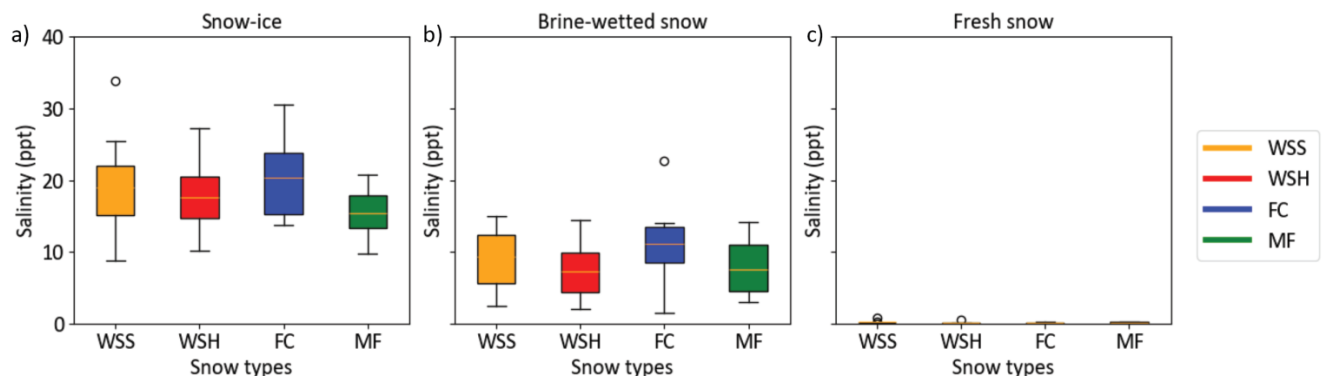 a)
Snow-ice
40
30
20
10
0
Salinity (ppt)
WSS WSH FC MF
Snow types
b)
Brine-wetted snow
Salinity (ppt)
WSS WSH FC MF
Snow types
c)
Fresh snow
Salinity (ppt)
WSS WSH FC MF
Snow types
WSS
WSH
FC
MF